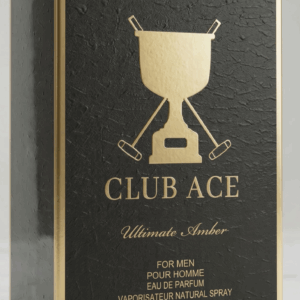 CLUB ACE
Ultimate Amber
FOR MEN
POUR HOMME
EAU DE PARFUM
VAPORISATEUR NATURAL SPRAY